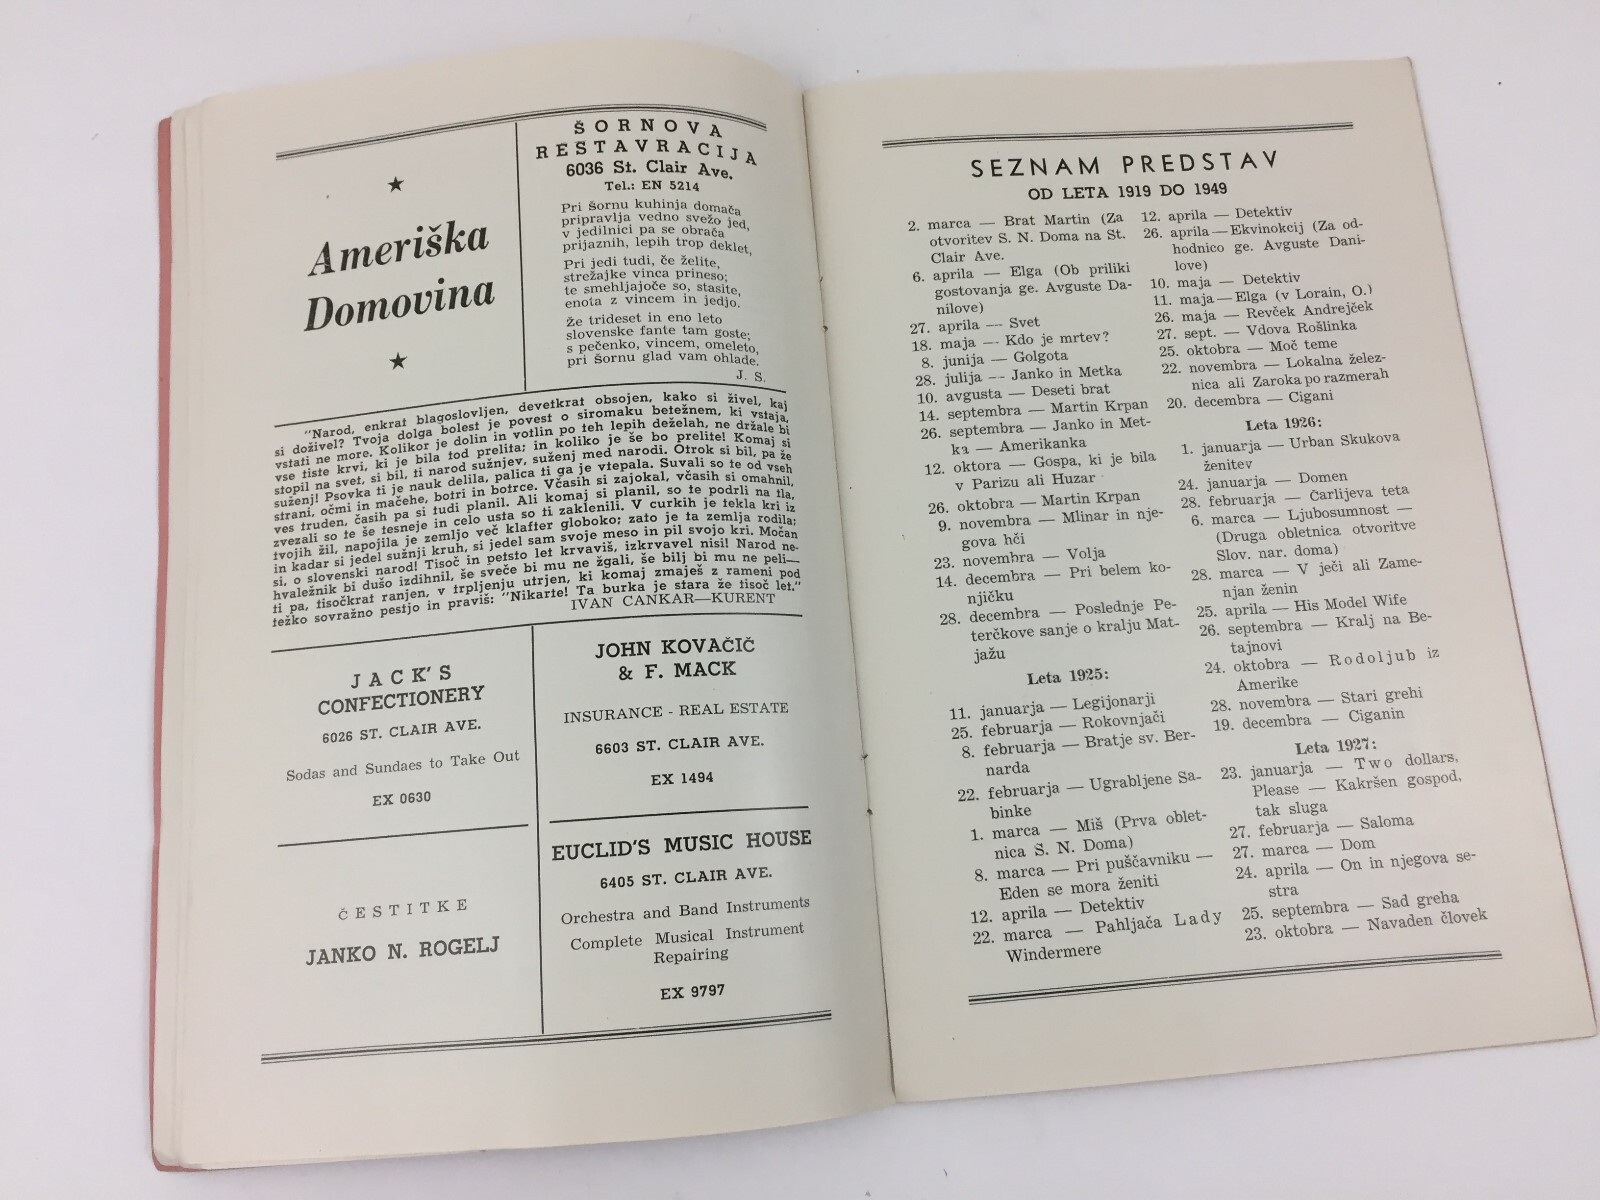 ★
Ameriška
Domovina
★
ŠORNOVA
RESTAVRACIJA
6036 St. Clair Ave.
Tel.: EN 5214
Pri šornu kuhinja domača
pripravlja vedno svežo jed,
v jedilnici pa se obrača
prijaznih, lepih trop deklet,
Pri jedi tudi, če želite,
strežajke vinca prineso;
te smehljajoče so, stasite,
enota z vincem in jedjo.
Že trideset in eno leto
slovenske fante tam goste;
s pečenko, vincem, omeleto,
pri šornu glad vam ohlade.
J. S.
"Narod, enkrat blagoslovljen, devetkrat obsojen, kako si živel, kaj
si doživel? Tvoja dolga bolest je povest o siromaku betežnem, ki vstaja,
vstati ne more. Kolikor je dolin in votlin po teh lepih deželah, ne držale bi
vse tiste krvi, ki je bila tod prelita; in koliko je še bo prelite! Komaj si
stopil na svet, si bil, ti narod sužnjev, suženj med narodi. Otrok si bil, pa že
suženj! Psovka ti je nauk delila, palica ti ga je vtepala. Suvali so te od vseh
strani, očmi in mačehe, botri in botrce. Včasih si zajokal, včasih si omahnil,
ves truden, časih pa si tudi planil. Ali komaj si planil, so te podrli na tla,
zvezali so te še tesneje in celo usta so ti zaklenili. V curkih je tekla kri iz
tvojih žil, napojila je zemljo več klafter globoko; zato je ta zemlja rodila;
in kadar si jedel sužnji kruh, si jedel sam svoje meso in pil svojo kri. Močan
si, o slovenski narod! Tisoč in petsto let krvaviš, izkrvavel nisi! Narod ne-
hvaležnik bi dušo izdihnil, še sveče bi mu ne žgali, še bilj bi mu ne peli—
ti pa, tisočkrat ranjen, v trpljenju utrjen, ki komaj zmaješ z rameni pod
težko sovražno pestjo in praviš: "Nikarte! Ta burka je stara že tisoč let."
IVAN CANKAR—KURENT
JACK'S
CONFECTIONERY
6026 ST. CLAIR AVE.
Sodas and Sundaes to Take Out
EX 0630
JOHN KOVAČIČ
& F. MACK
INSURANCE - REAL ESTATE
6603 ST. CLAIR AVE.
EX 1494
ČESTITKE
JANKO N. ROGELJ
EUCLID'S MUSIC HOUSE
6405 ST. CLAIR AVE.
Orchestra and Band Instruments
Complete Musical Instrument
Repairing
EX 9797
SEZNAM PREDSTAV
OD LETA 1919 DO 1949
2. marca — Brat Martin (Za
otvoritev S. N. Doma na St.
Clair Ave.
6. aprila — Elga (Ob priliki
gostovanja ge. Avguste Da-
nilove)
27. aprila — Svet
18. maja — Kdo je mrtev?
8. junija — Golgota
28. julija — Janko in Metka
10. avgusta — Deseti brat
14. septembra — Martin Krpan
26. septembra — Janko in Met-
ka — Amerikanka
12. oktora — Gospa, ki je bila
v Parizu ali Huzar
26. oktobra — Martin Krpan
9. novembra — Mlinar in nje-
gova hči
23. novembra — Volja
14. decembra — Pri belem ko-
njičku
28. decembra — Poslednje Pe-
terčkove sanje o kralju Mat-
jažu
Leta 1925:
11. januarja — Legijonarji
25. februarja — Rokovnjači
8. februarja — Bratje sv. Ber-
narda
22. februarja — Ugrabljene Sa-
binke
1. marca — Miš (Prva oblet-
nica S. N. Doma)
8. marca — Pri puščavniku —
Eden se mora ženiti
12. aprila — Detektiv
22. marca — Pahljača Lady
Windermere
12. aprila — Detektiv
26. aprila — Ekvinokcij (Za od-
hodnico ge. Avguste Dani-
love)
10. maja — Detektiv
11. maja — Elga (v Lorain, O.)
26. maja — Revček Andrejček
27. sept. — Vdova Rošlinka
25. oktobra — Moč teme
22. novembra — Lokalna želez-
nica ali Zaroka po razmerah
20. decembra — Cigani
Leta 1926:
1. januarja — Urban Skukova
ženitev
24. januarja — Domen
28. februarja — Čarlijeva teta
6. marca — Ljubosumnost —
(Druga obletnica otvoritve
Slov. nar. doma)
28. marca — V ječi ali Zame-
njan ženin
25. aprila — His Model Wife
26. septembra — Kralj na Be-
tajnovi
24. oktobra — Rodoljub iz
Amerike
28. novembra — Stari grehi
19. decembra — Ciganin
Leta 1927:
23. januarja — Two dollars,
Please — Kakršen gospod,
tak sluga
27. februarja — Saloma
27. marca — Dom
24. aprila — On in njegova se-
stra
25. septembra — Sad greha
23. oktobra — Navaden človek